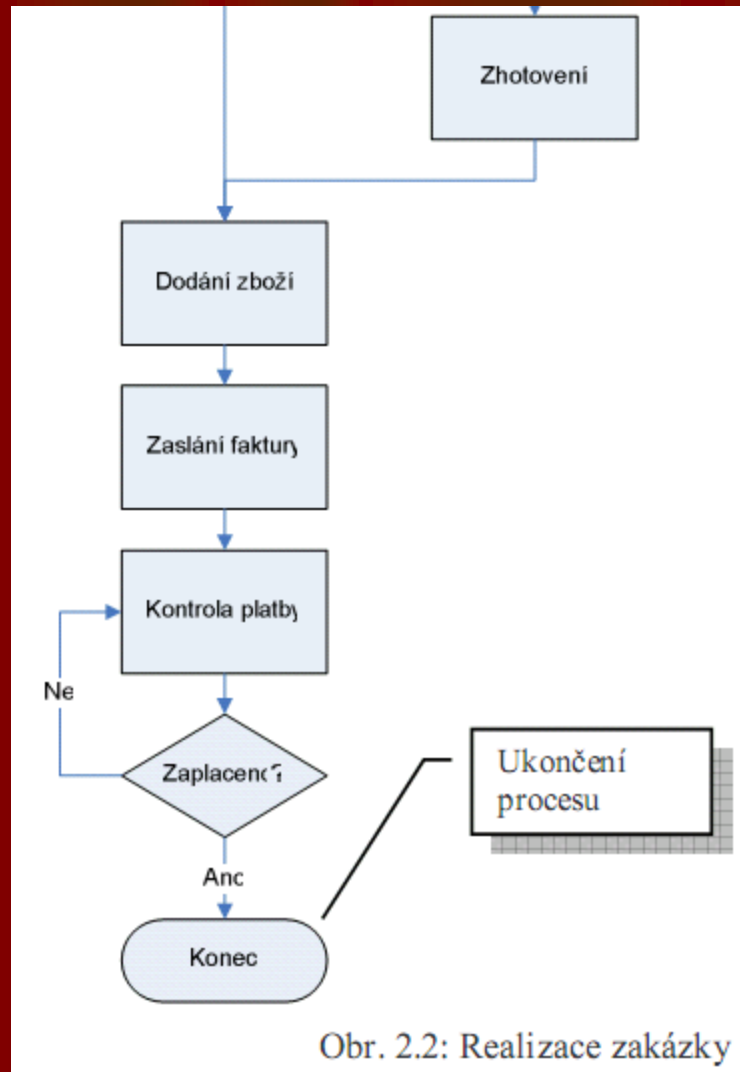 Zhotovení
Dodání zboží
Zaslání faktury
Kontrola platby
Ne
Zaplaceno?
Ano
Konec
Ukončení
procesu
Obr. 2.2: Realizace zakázky